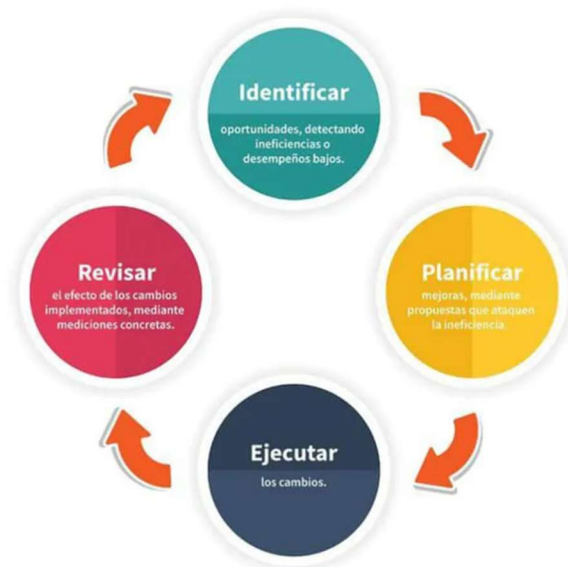 Identificar
oportunidades, detectando
ineficiencias o
desempeños bajos.
Planificar
mejoras, mediante
propuestas que ataquen
la ineficiencia.
Ejecutar
los cambios.
Revisar
el efecto de los cambios
implementados, mediante
mediciones concretas.